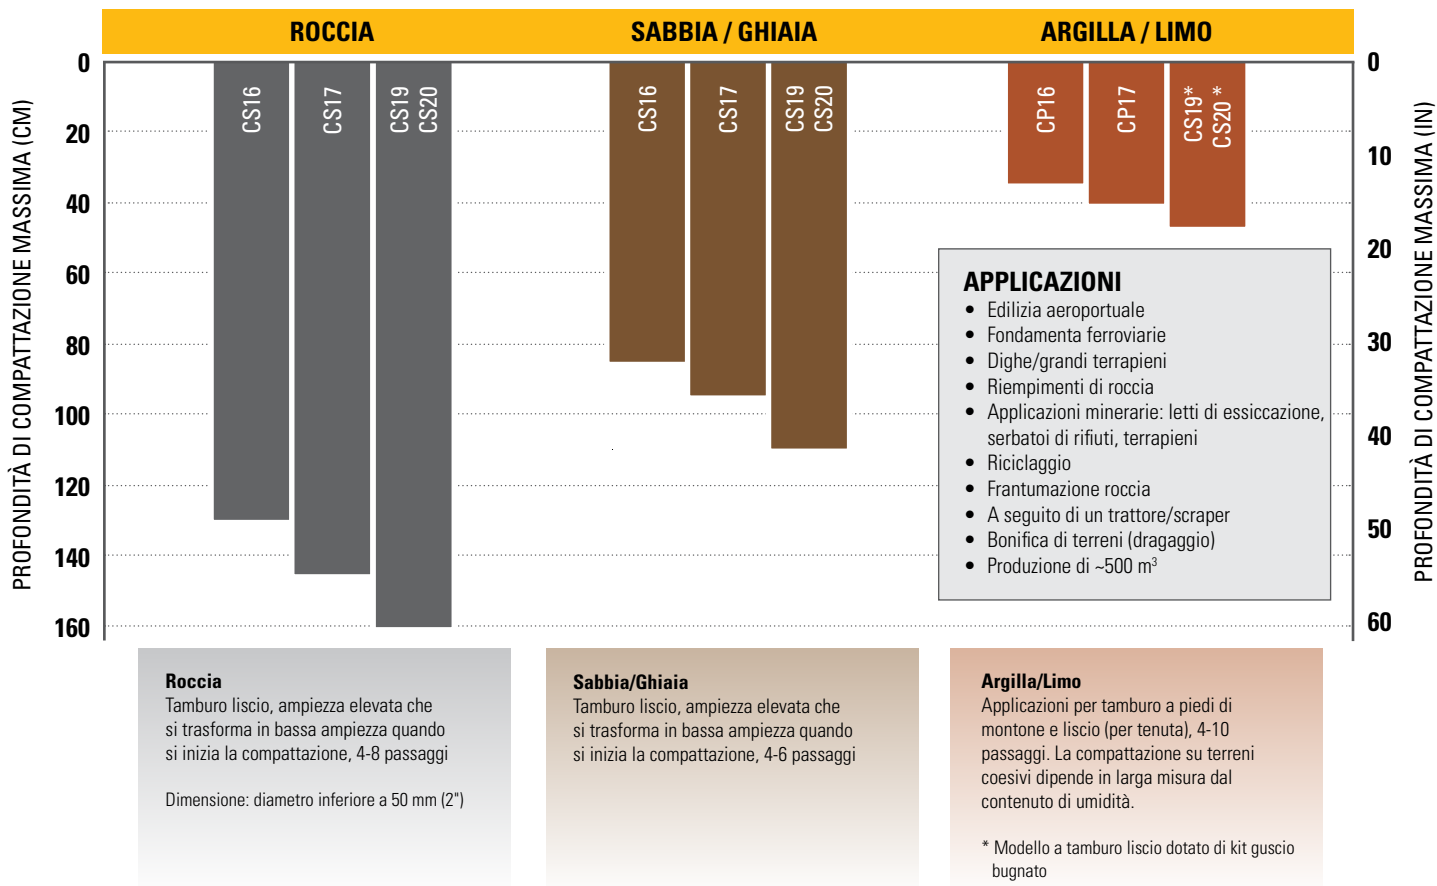 ROCCIA
SABBIA / GHIAIA
ARGILLA / LIMO
PROFONDITÀ DI COMPATTAZIONE MASSIMA (CM)
0
20
40
60
80
100
120
140
160
CS16
CS17
CS19
CS20
CS16
CS17
CS19
CS20
CP16
CP17
CS19*
CS20 *
0
10
20
30
40
50
60
PROFONDITÀ DI COMPATTAZIONE MASSIMA (IN)
APPLICAZIONI
• Edilizia aeroportuale
• Fondamenta ferroviarie
• Dighe/grandi terrapieni
• Riempimenti di roccia
• Applicazioni minerarie: letti di essiccazione,
serbatoi di rifiuti, terrapieni
• Riciclaggio
• Frantumazione roccia
• A seguito di un trattore/scraper
• Bonifica di terreni (dragaggio)
• Produzione di ~500 m³
Roccia
Tamburo liscio, ampiezza elevata che
si trasforma in bassa ampiezza quando
si inizia la compattazione, 4-8 passaggi
Dimensione: diametro inferiore a 50 mm (2")
Sabbia/Ghiaia
Tamburo liscio, ampiezza elevata che
si trasforma in bassa ampiezza quando
si inizia la compattazione, 4-6 passaggi
Argilla/Limo
Applicazioni per tamburo a piedi di
montone e liscio (per tenuta), 4-10
passaggi. La compattazione su terreni
coesivi dipende in larga misura dal
contenuto di umidità.
* Modello a tamburo liscio dotato di kit guscio
bugnato